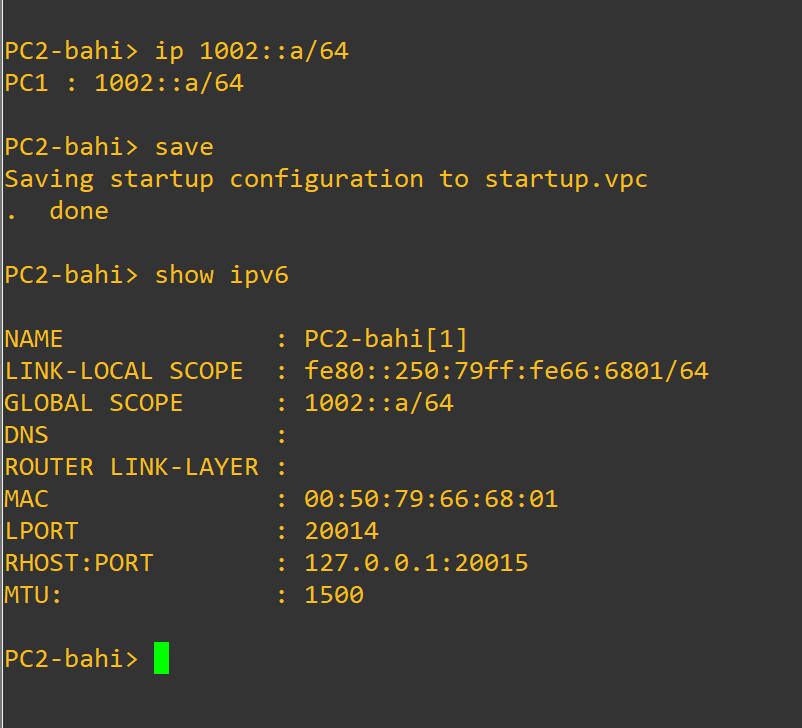 PC2-bahi> ip 1002::a/64
PC1 : 1002::a/64
PC2-bahi> save
Saving startup configuration to startup.vpc
.  done
PC2-bahi> show ipv6
NAME              : PC2-bahi[1]
LINK-LOCAL SCOPE  : fe80::250:79ff:fe66:6801/64
GLOBAL SCOPE      : 1002::a/64
DNS               :
ROUTER LINK-LAYER :
MAC               : 00:50:79:66:68:01
LPORT             : 20014
RHOST:PORT        : 127.0.0.1:20015
MTU:              : 1500
PC2-bahi>